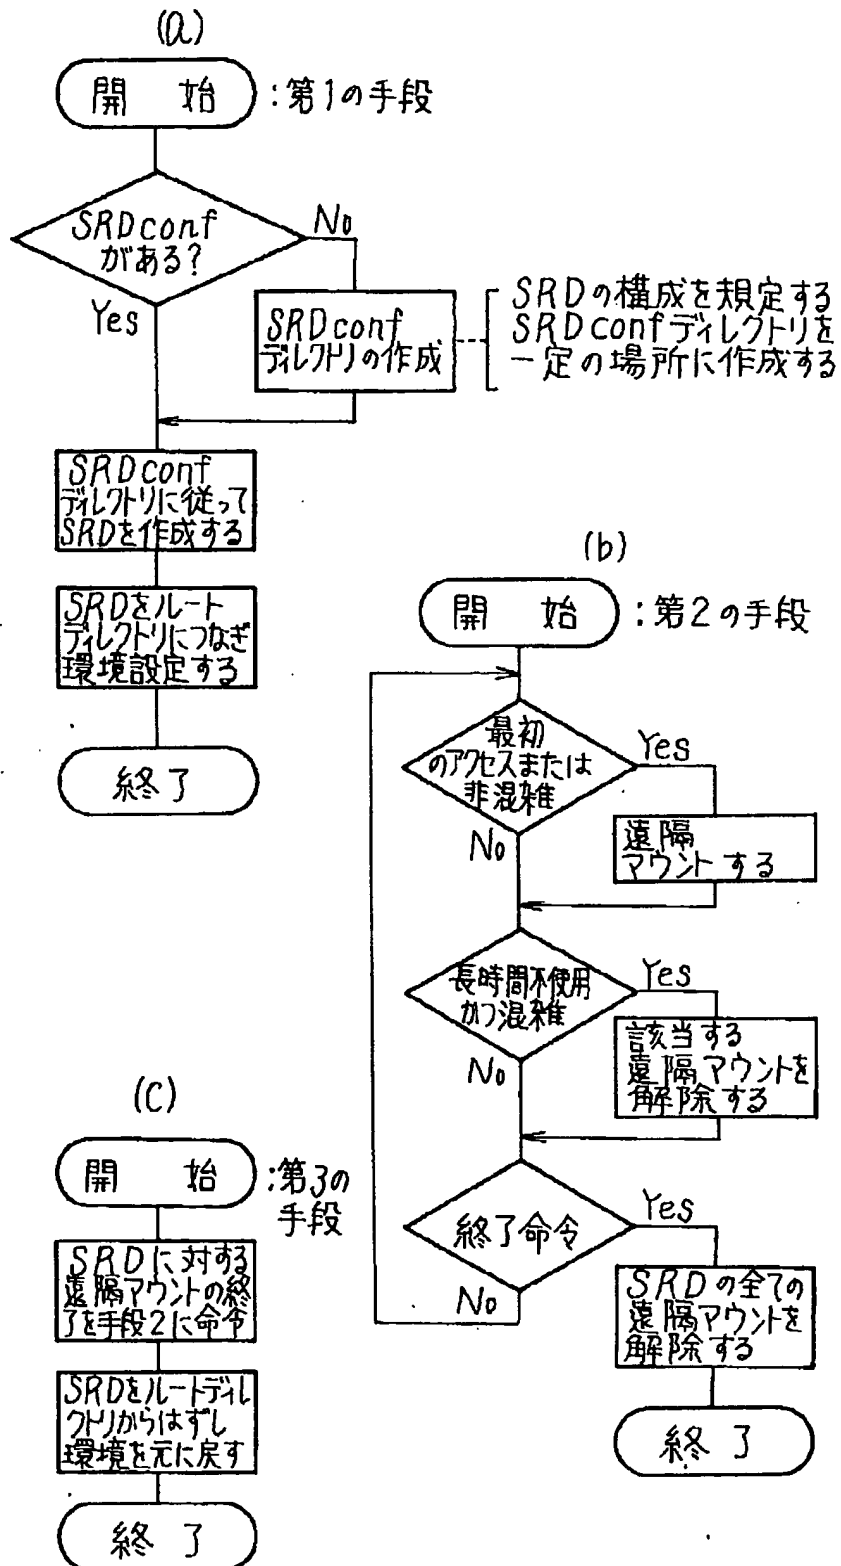 (a)
開 始 :第1の手段
SRDconf
がある?
No
Yes
SRDconf
ディレクトリの作成
SRDの構成を規定する
SRDconfディレクトリを
一定の場所に作成する
SRDconf
ディレクトリに従って
SRDを作成する
SRDをルート
ディレクトリにつなぎ
環境設定する
終了
(b)
開 始 :第2の手段
最初
のアクセスまたは
非混雑
Yes
No
遠隔
マウントする
長時間不使用
かつ混雑
Yes
No
該当する
遠隔マウントを
解除する
終了命令
Yes
No
SRDの全ての
遠隔マウントを
解除する
終了
(c)
開 始 :第3の
手段
SRDに対する
遠隔マウントの終
了を手段2に命令
SRDをルートディレ
クトリからはずし
環境を元に戻す
終了